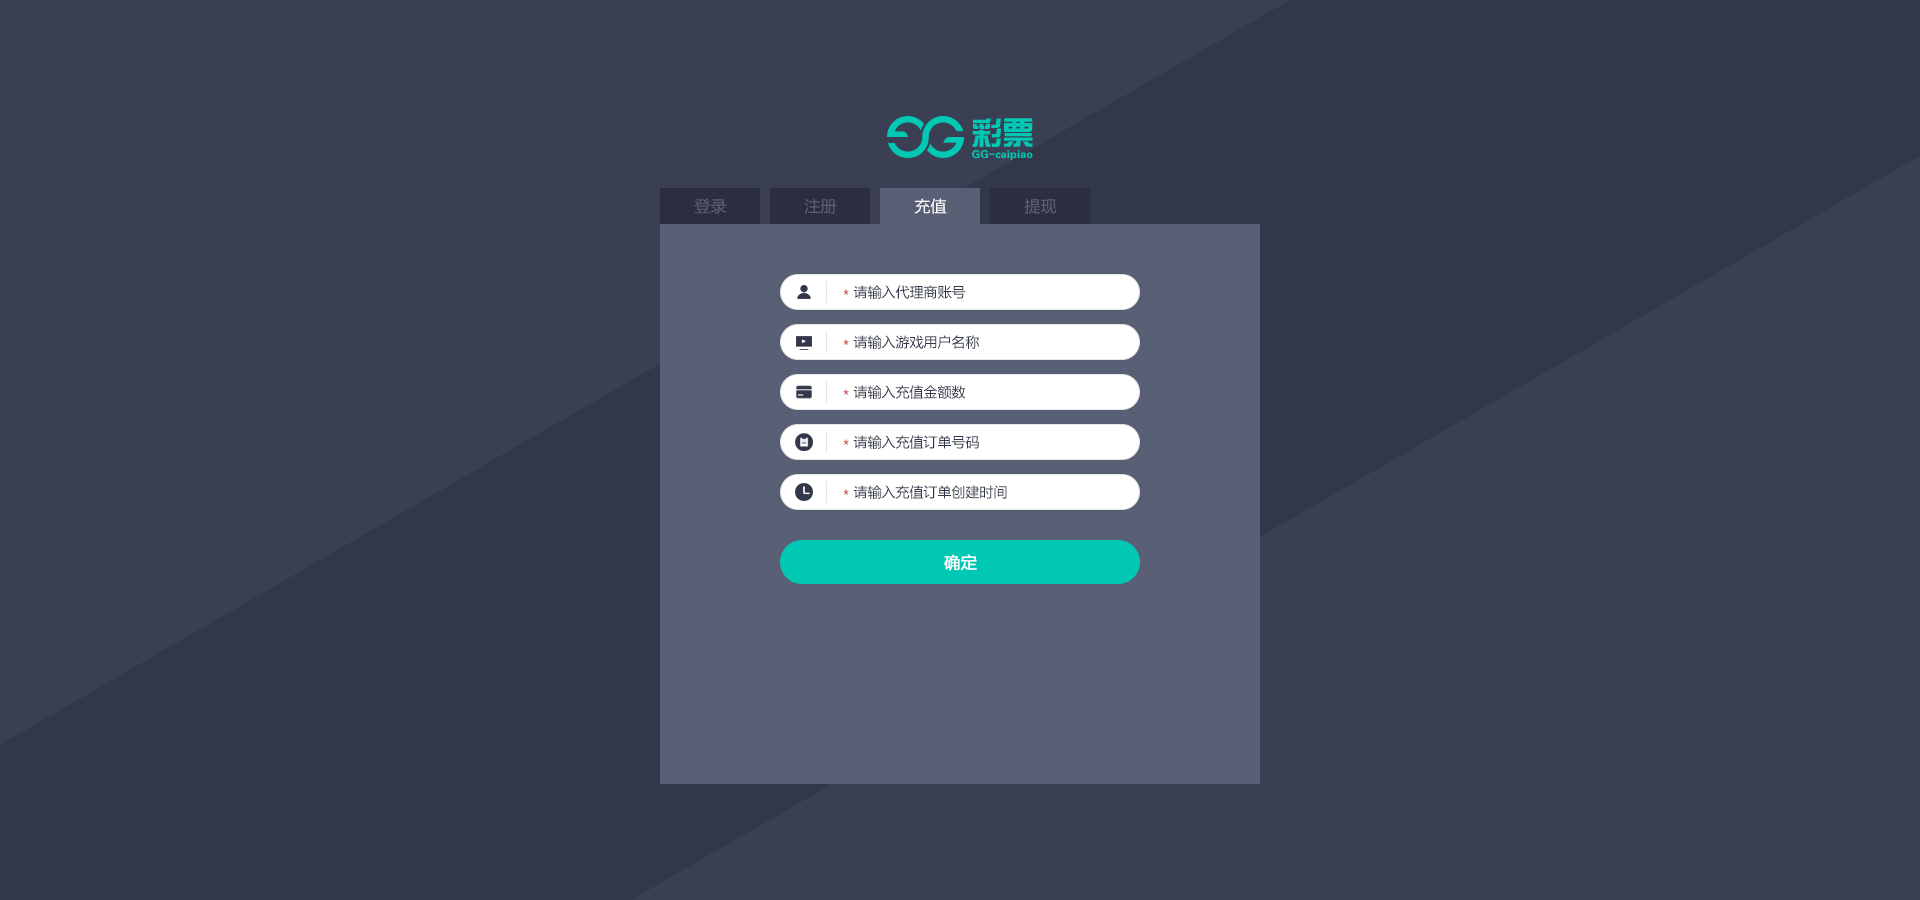 彩票
GG-caipiao
登录
注册
充值
提现
* 请输入代理商账号
* 请输入游戏用户名称
* 请输入充值金额数
* 请输入充值订单号码
* 请输入充值订单创建时间
确定